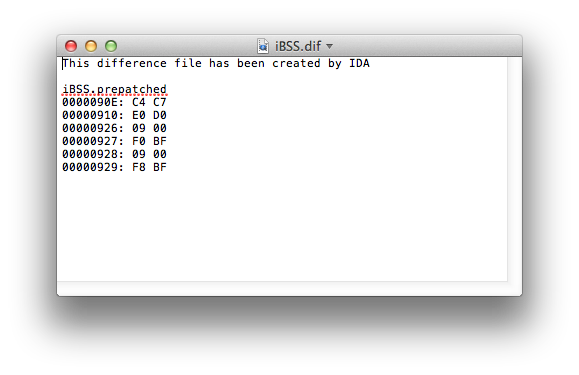 iBSS.dif
This difference file has been created by IDA
iBSS.prepatched
0000090E: C4 C7
00000910: E0 D0
00000926: 09 00
00000927: F0 BF
00000928: 09 00
00000929: F8 BF